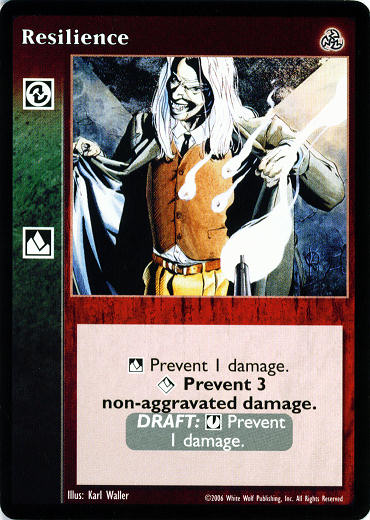 Resilience
Prevent 1 damage.
Prevent 3
non-aggravated damage.
DRAFT: Prevent
1 damage.
Illus: Karl Waller
©2006 White Wolf Publishing, Inc. All Rights Reserved